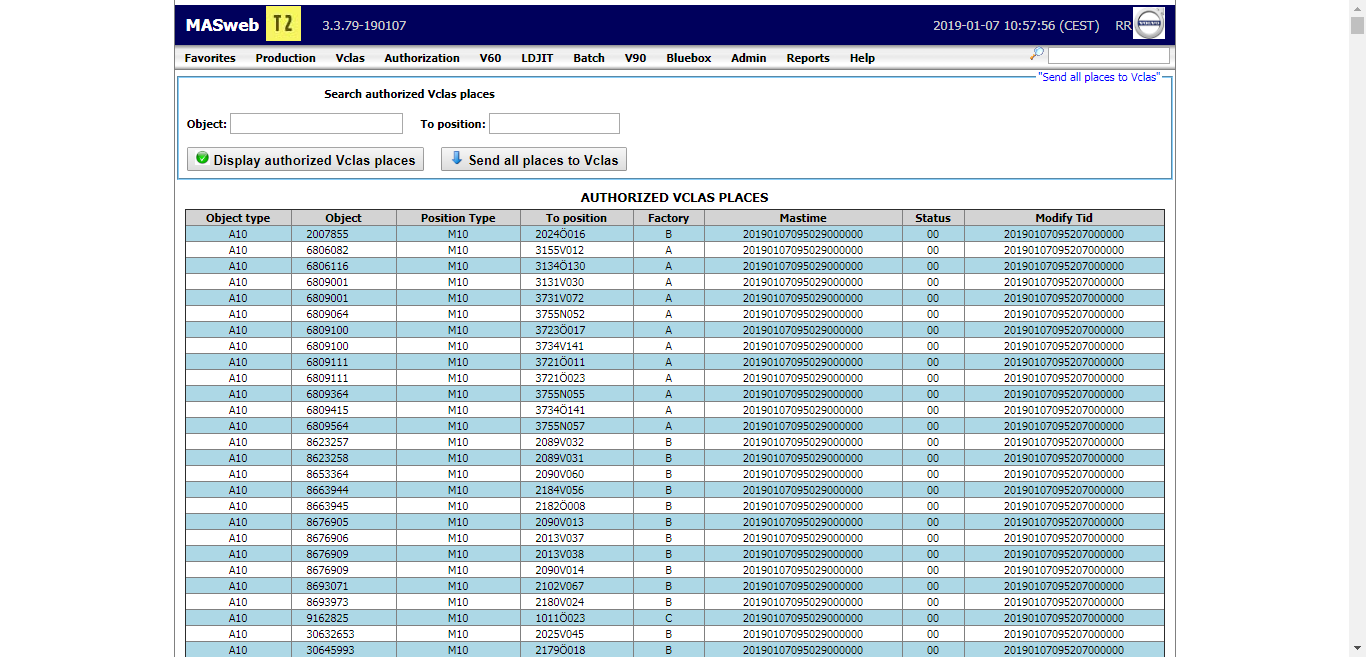 MASweb T2 3.3.79-190107 2019-01-07 10:57:56 (CEST) RR VOLVO
Favorites Production Vclas Authorization V60 LDJIT Batch V90 Bluebox Admin Reports Help
"Send all places to Vclas"
Search authorized Vclas places
Object: To position:
Display authorized Vclas places Send all places to Vclas
AUTHORIZED VCLAS PLACES
Object type Object Position Type To position Factory Mastime Status Modify Tid
A10 2007855 M10 2024Ö016 B 20190107095029000000 00 20190107095207000000
A10 6806082 M10 3155V012 A 20190107095029000000 00 20190107095207000000
A10 6806116 M10 3134Ö130 A 20190107095029000000 00 20190107095207000000
A10 6809001 M10 3131V030 A 20190107095029000000 00 20190107095207000000
A10 6809001 M10 3731V072 A 20190107095029000000 00 20190107095207000000
A10 6809064 M10 3755N052 A 20190107095029000000 00 20190107095207000000
A10 6809100 M10 3723Ö017 A 20190107095029000000 00 20190107095207000000
A10 6809100 M10 3734V141 A 20190107095029000000 00 20190107095207000000
A10 6809111 M10 3721Ö011 A 20190107095029000000 00 20190107095207000000
A10 6809111 M10 3721Ö023 A 20190107095029000000 00 20190107095207000000
A10 6809364 M10 3755N055 A 20190107095029000000 00 20190107095207000000
A10 6809415 M10 3734Ö141 A 20190107095029000000 00 20190107095207000000
A10 6809564 M10 3755N057 A 20190107095029000000 00 20190107095207000000
A10 8623257 M10 2089V032 B 20190107095029000000 00 20190107095207000000
A10 8623258 M10 2089V031 B 20190107095029000000 00 20190107095207000000
A10 8653364 M10 2090V060 B 20190107095029000000 00 20190107095207000000
A10 8663944 M10 2184V056 B 20190107095029000000 00 20190107095207000000
A10 8663945 M10 2182Ö008 B 20190107095029000000 00 20190107095207000000
A10 8676905 M10 2090V013 B 20190107095029000000 00 20190107095207000000
A10 8676906 M10 2013V037 B 20190107095029000000 00 20190107095207000000
A10 8676909 M10 2013V038 B 20190107095029000000 00 20190107095207000000
A10 8676909 M10 2090V014 B 20190107095029000000 00 20190107095207000000
A10 8693071 M10 2102V067 B 20190107095029000000 00 20190107095207000000
A10 8693973 M10 2180V024 B 20190107095029000000 00 20190107095207000000
A10 9162825 M10 1011Ö023 C 20190107095029000000 00 20190107095207000000
A10 30632653 M10 2025V045 B 20190107095029000000 00 20190107095207000000
A10 30645993 M10 2179Ö018 B 20190107095029000000 00 20190107095207000000